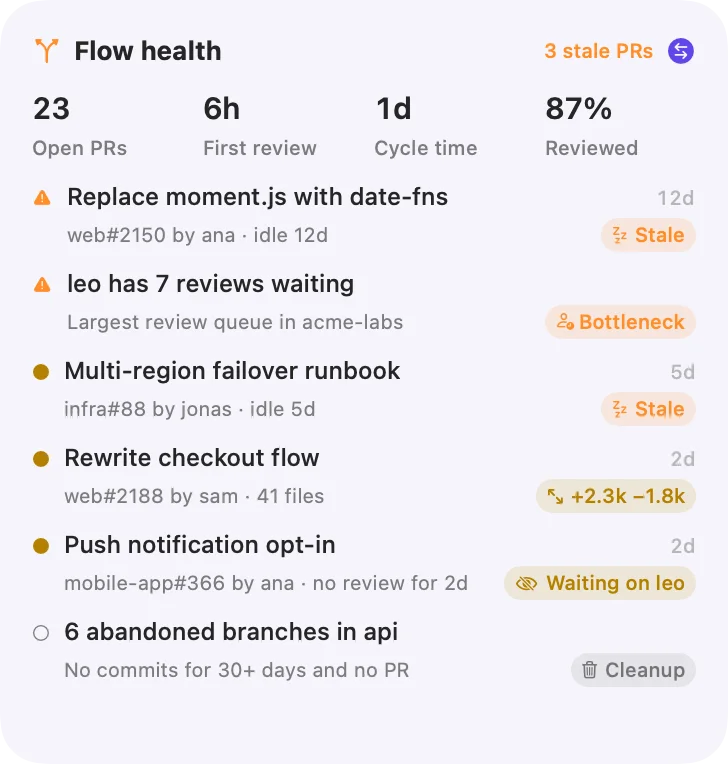 Flow health
3 stale PRs
23 6h 1d 87%
Open PRs First review Cycle time Reviewed
Replace moment.js with date-fns 12d
web#2150 by ana · idle 12d Stale
leo has 7 reviews waiting
Largest review queue in acme-labs Bottleneck
Multi-region failover runbook 5d
infra#88 by jonas · idle 5d Stale
Rewrite checkout flow 2d
web#2188 by sam · 41 files +2.3k −1.8k
Push notification opt-in 2d
mobile-app#366 by ana · no review for 2d Waiting on leo
6 abandoned branches in api
No commits for 30+ days and no PR Cleanup